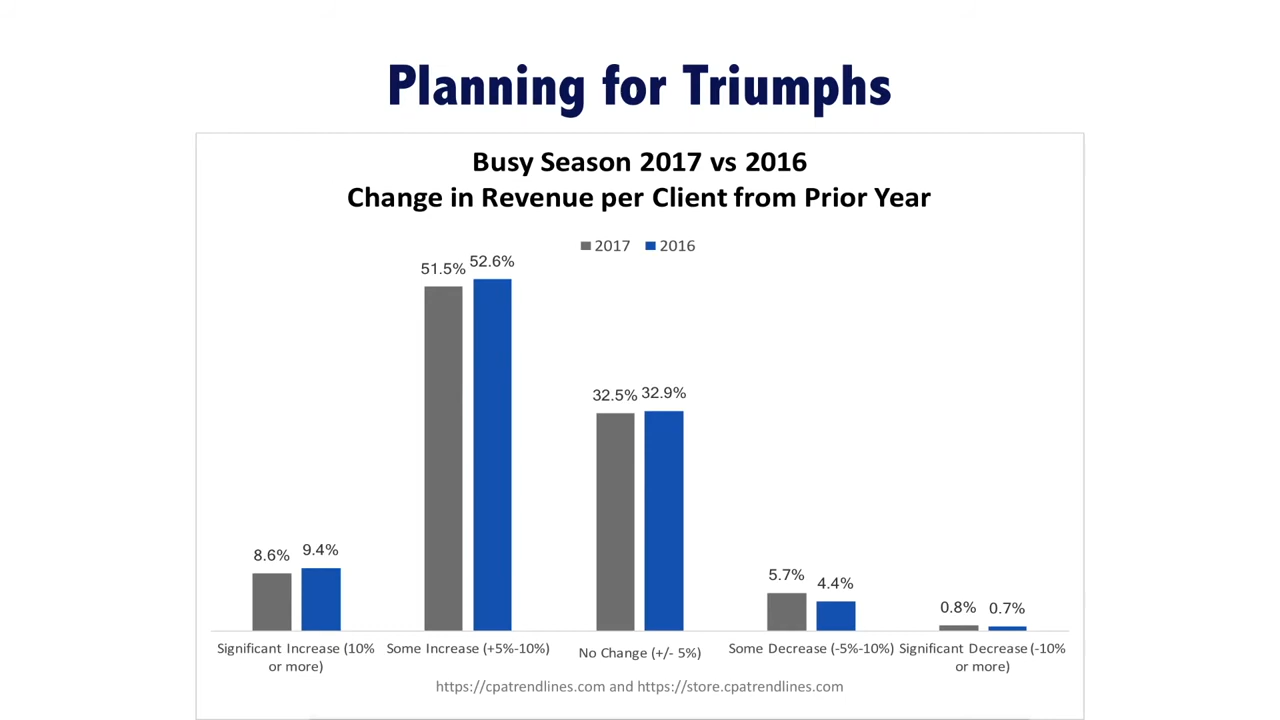 Planning for Triumphs
Busy Season 2017 vs 2016
Change in Revenue per Client from Prior Year
2017 2016
51.5% 52.6%
32.5% 32.9%
8.6% 9.4%
5.7% 4.4%
0.8% 0.7%
Significant Increase (10% or more)
Some Increase (+5%-10%)
No Change (+/- 5%)
Some Decrease (-5%-10%)
Significant Decrease (-10% or more)
https://cpatrendlines.com and https://store.cpatrendlines.com